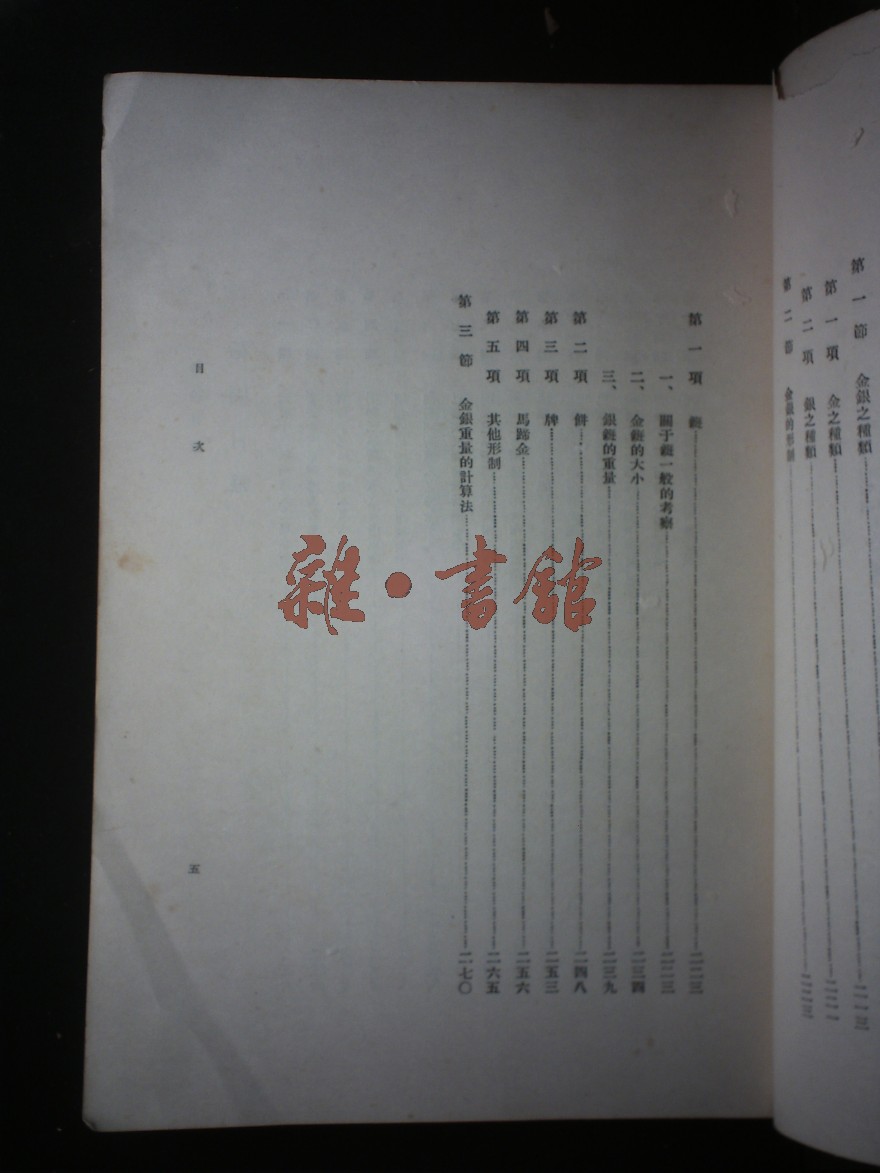 第一節 金銀之種類
第一項 金之種類
第二項 銀之種類
第二節 金銀的形制
第一項 鋌……二二三
一、關于鋌一般的考察……二二三
二、金鋌的大小……二三四
三、銀鋌的重量……二三九
第二項 餅……二四八
第三項 牌……二五三
第四項 馬蹄金……二五六
第五項 其他形制……二六五
第三節 金銀重量的計算法……二七〇
目次
五
雜·書館